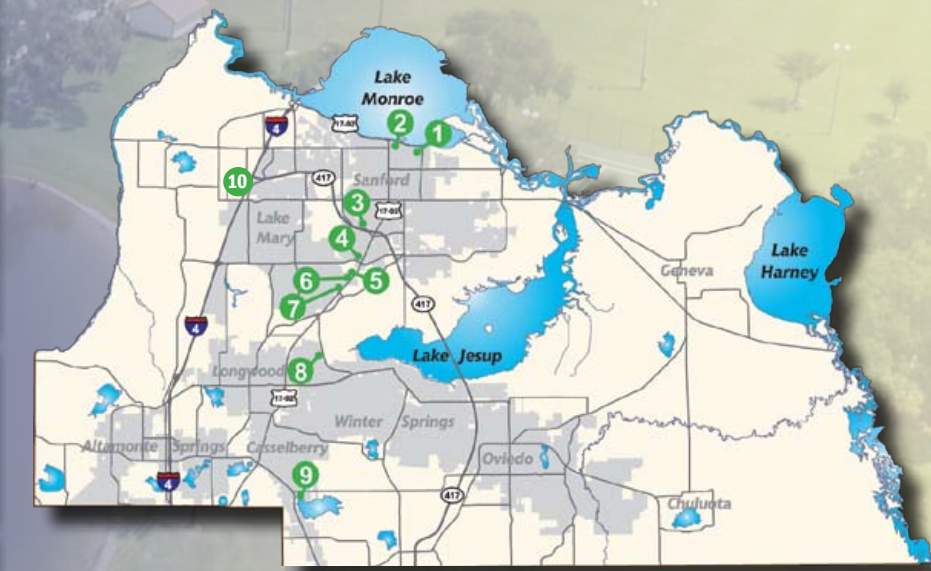 Lake
Monroe
17-92
2
1
4
10
Sanford
417
3
17-92
Lake
Mary
4
Lake
Harney
Geneva
6
5
7
417
4
Lake Jesup
8
Longwood
17-92
Winter Springs
Altamonte Springs
Casselberry
Oviedo
9
4
417
Chuluota